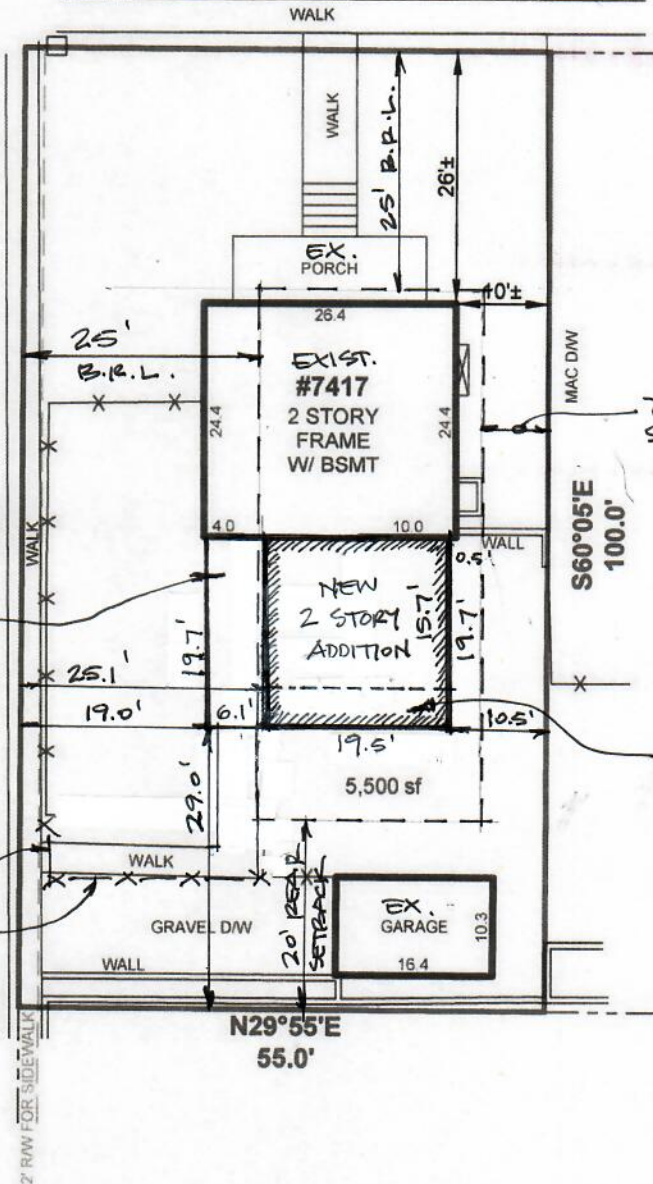 WALK
WALK
25' B.R.L.
26'±
EX.
PORCH
26.4
10'±
25'
B.R.L.
EXIST.
#7417
2 STORY
FRAME
W/ BSMT
24.4
24.4
MAC D/W
S60°05'E
100.0'
4.0
10.0
WALK
WALL
0.5'
NEW
2 STORY
ADDITION
15.7'
19.7'
19.7'
25.1'
19.0'
6.1'
10.5'
19.5'
5,500 sf
29.0'
WALK
20' REAR
SETBACK
EX.
GARAGE
10.3
16.4
GRAVEL D/W
WALL
N29°55'E
55.0'
2' R/W FOR SIDEWALK